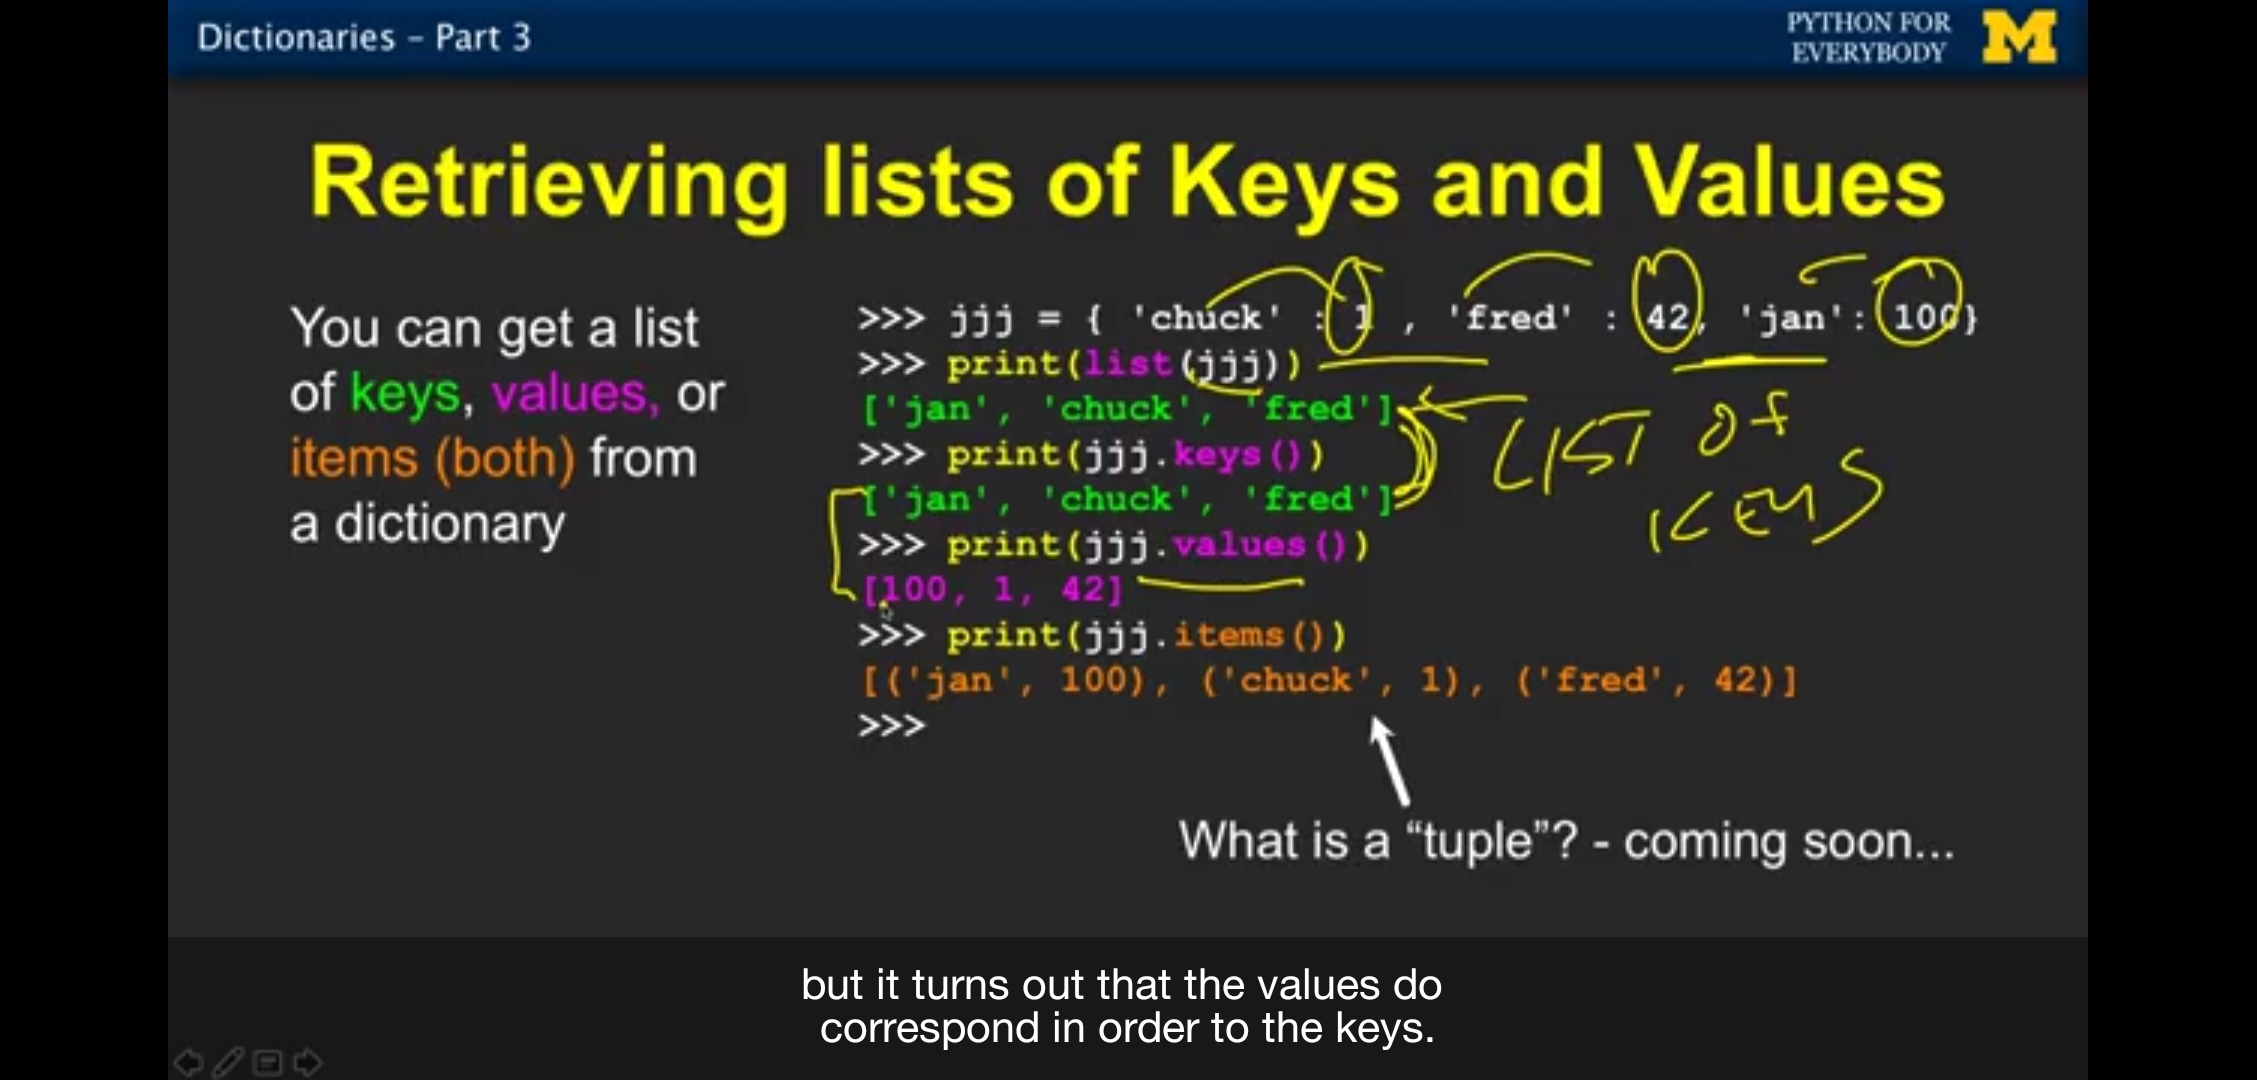 Dictionaries - Part 3
PYTHON FOR
EVERYBODY
M
Retrieving lists of Keys and Values
You can get a list
of keys, values, or
items (both) from
a dictionary
>>> jjj = { 'chuck' : 1 , 'fred' : 42, 'jan': 100}
>>> print(list(jjj))
['jan', 'chuck', 'fred']
>>> print(jjj.keys())
['jan', 'chuck', 'fred']
>>> print(jjj.values())
[100, 1, 42]
>>> print(jjj.items())
[('jan', 100), ('chuck', 1), ('fred', 42)]
>>>
LIST OF
KEYS
What is a “tuple”? - coming soon...
but it turns out that the values do
correspond in order to the keys.